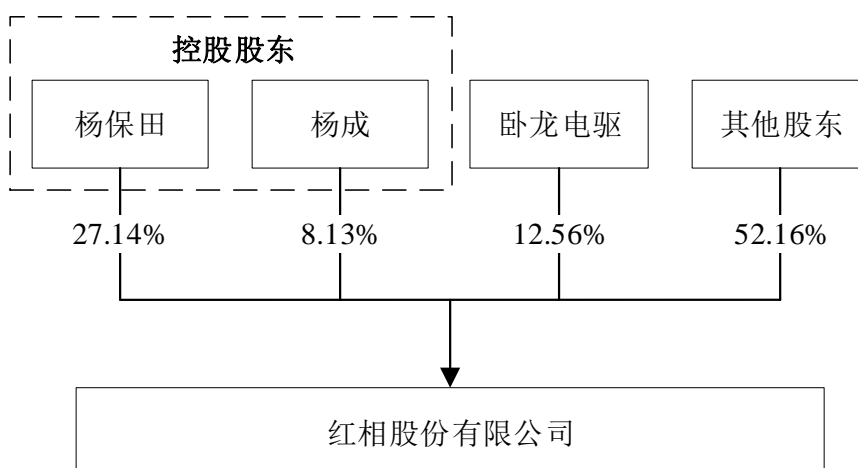 控股股东
杨保田
杨成
卧龙电驱
其他股东
27.14%
8.13%
12.56%
52.16%
红相股份有限公司